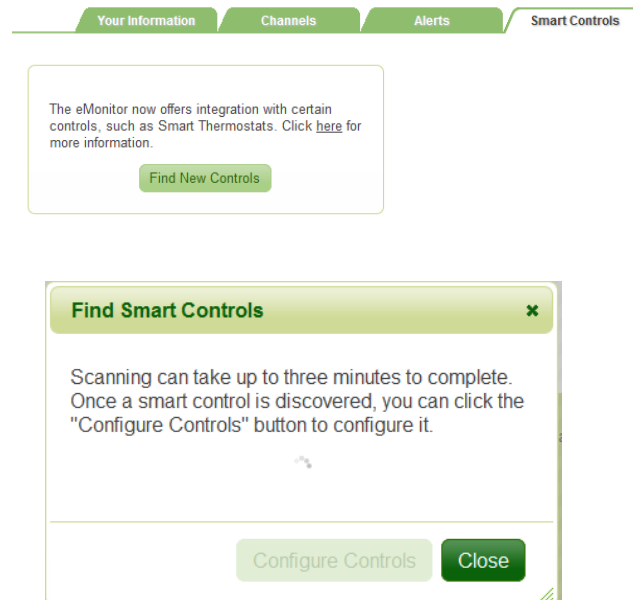 Your Information Channels Alerts Smart Controls
The eMonitor now offers integration with certain
controls, such as Smart Thermostats. Click here for
more information.
Find New Controls
Find Smart Controls
Scanning can take up to three minutes to complete.
Once a smart control is discovered, you can click the
"Configure Controls" button to configure it.
Configure Controls Close